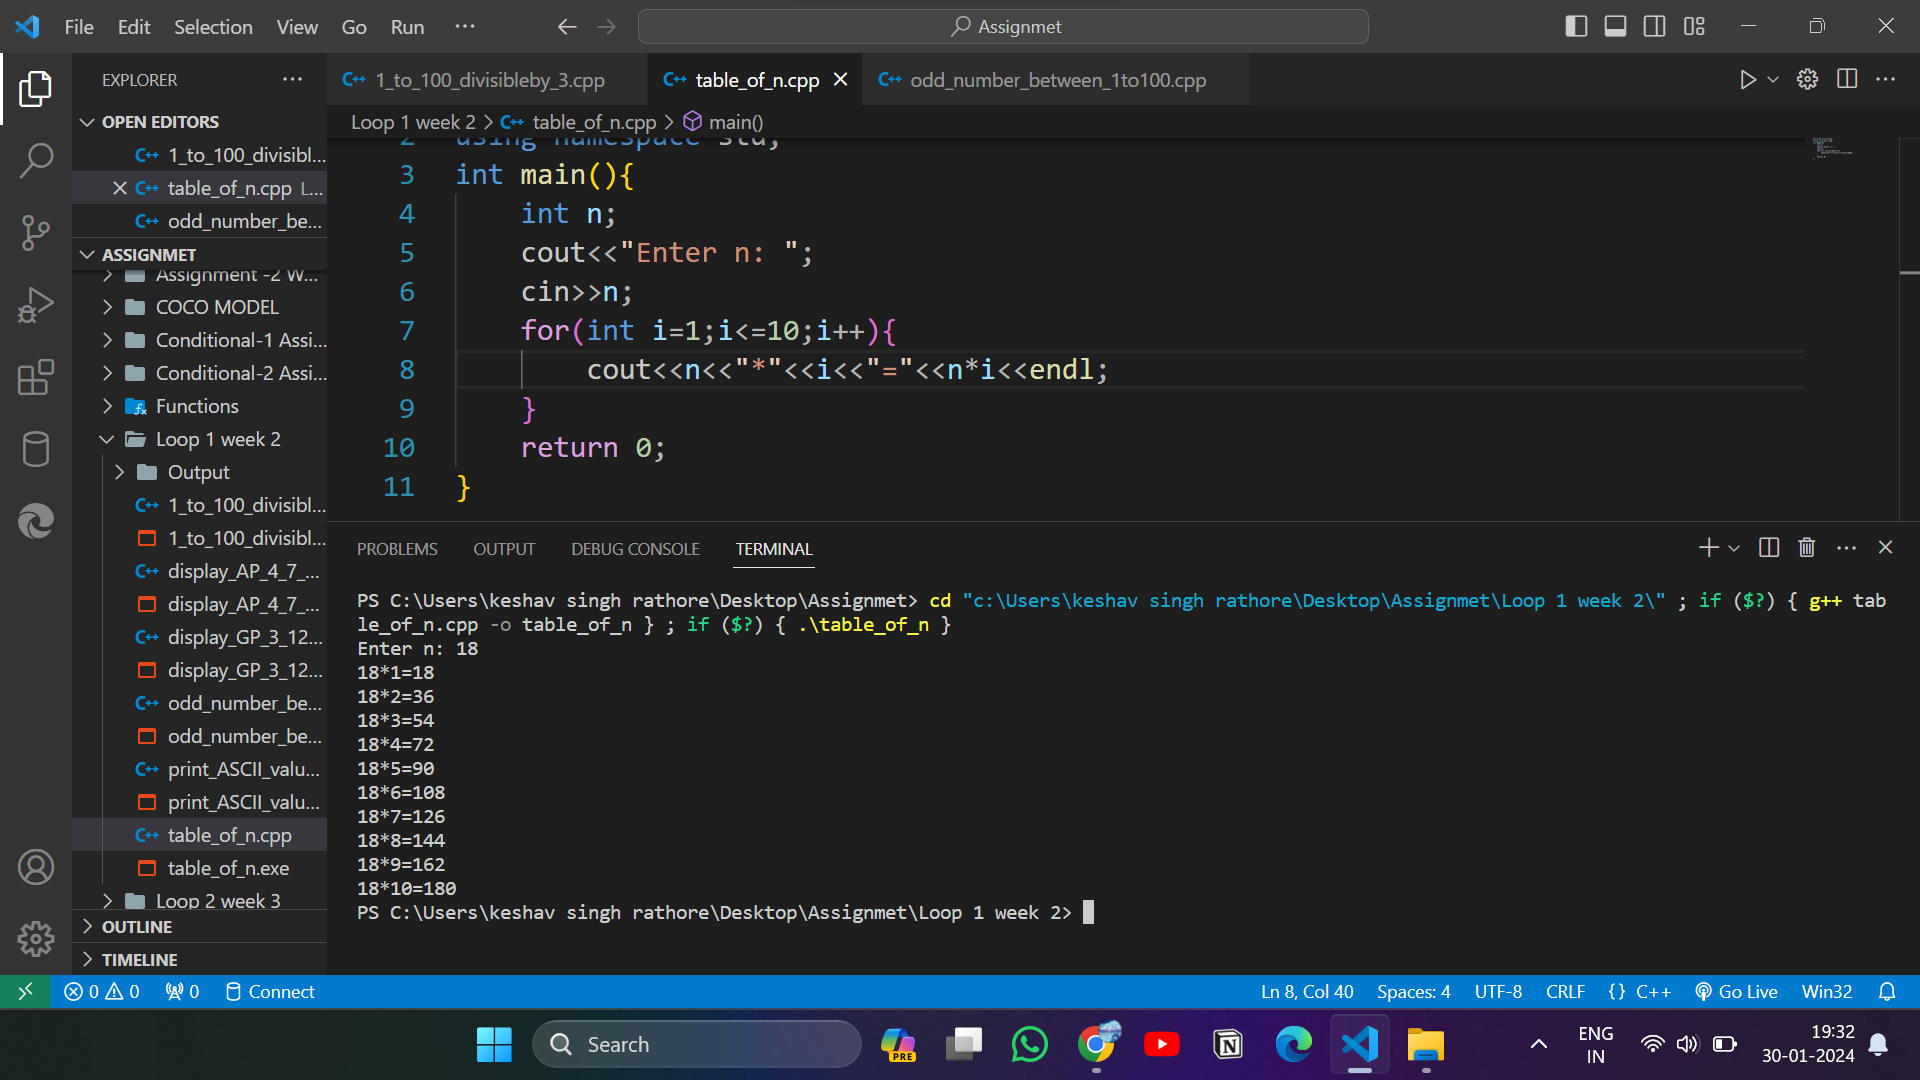 File Edit Selection View Go Run ··· Assignmet
EXPLORER ···
OPEN EDITORS
1_to_100_divisibl...
table_of_n.cpp L...
odd_number_be...
ASSIGNMET
Assignment -2 W...
COCO MODEL
Conditional-1 Assi...
Conditional-2 Assi...
Functions
Loop 1 week 2
Output
C++ 1_to_100_divisibl...
1_to_100_divisibl...
C++ display_AP_4_7_...
display_AP_4_7_...
C++ display_GP_3_12...
display_GP_3_12...
C++ odd_number_be...
odd_number_be...
C++ print_ASCII_valu...
print_ASCII_valu...
C++ table_of_n.cpp
table_of_n.exe
Loop 2 week 3
OUTLINE
TIMELINE
C++ 1_to_100_divisibleby_3.cpp C++ table_of_n.cpp C++ odd_number_between_1to100.cpp
Loop 1 week 2 > C++ table_of_n.cpp > main()
2 using namespace std;
3 int main(){
4 int n;
5 cout<<"Enter n: ";
6 cin>>n;
7 for(int i=1;i<=10;i++){
8 cout<<n<<"*"<<i<<"="<<n*i<<endl;
9 }
10 return 0;
11 }
PROBLEMS OUTPUT DEBUG CONSOLE TERMINAL
PS C:\Users\keshav singh rathore\Desktop\Assignmet> cd "c:\Users\keshav singh rathore\Desktop\Assignmet\Loop 1 week 2\" ; if ($?) { g++ tab
le_of_n.cpp -o table_of_n } ; if ($?) { .\table_of_n }
Enter n: 18
18*1=18
18*2=36
18*3=54
18*4=72
18*5=90
18*6=108
18*7=126
18*8=144
18*9=162
18*10=180
PS C:\Users\keshav singh rathore\Desktop\Assignmet\Loop 1 week 2>
0 0 0 Connect Ln 8, Col 40 Spaces: 4 UTF-8 CRLF {} C++ Go Live Win32
Search PRE ENG
IN 19:32
30-01-2024